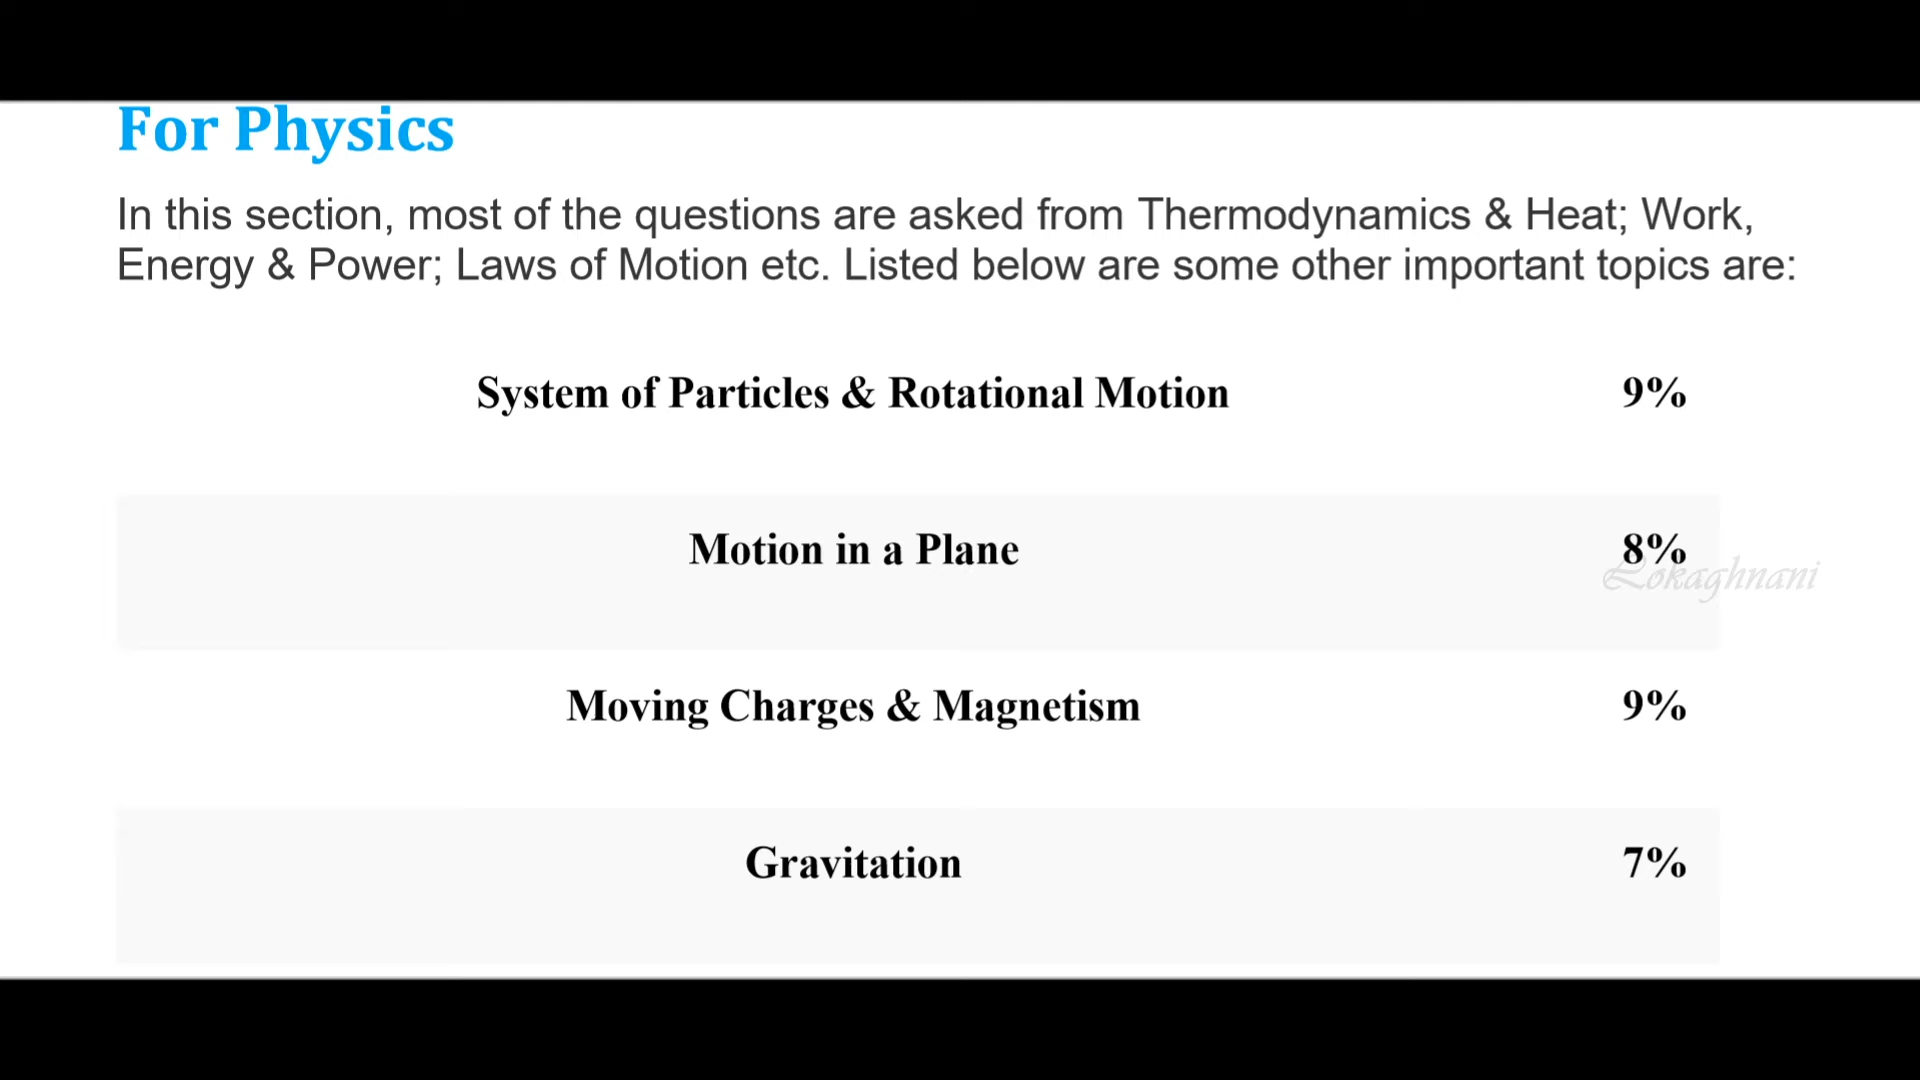 For Physics
In this section, most of the questions are asked from Thermodynamics & Heat; Work,
Energy & Power; Laws of Motion etc. Listed below are some other important topics are:
System of Particles & Rotational Motion 9%
Motion in a Plane 8%
Lokaghnani
Moving Charges & Magnetism 9%
Gravitation 7%